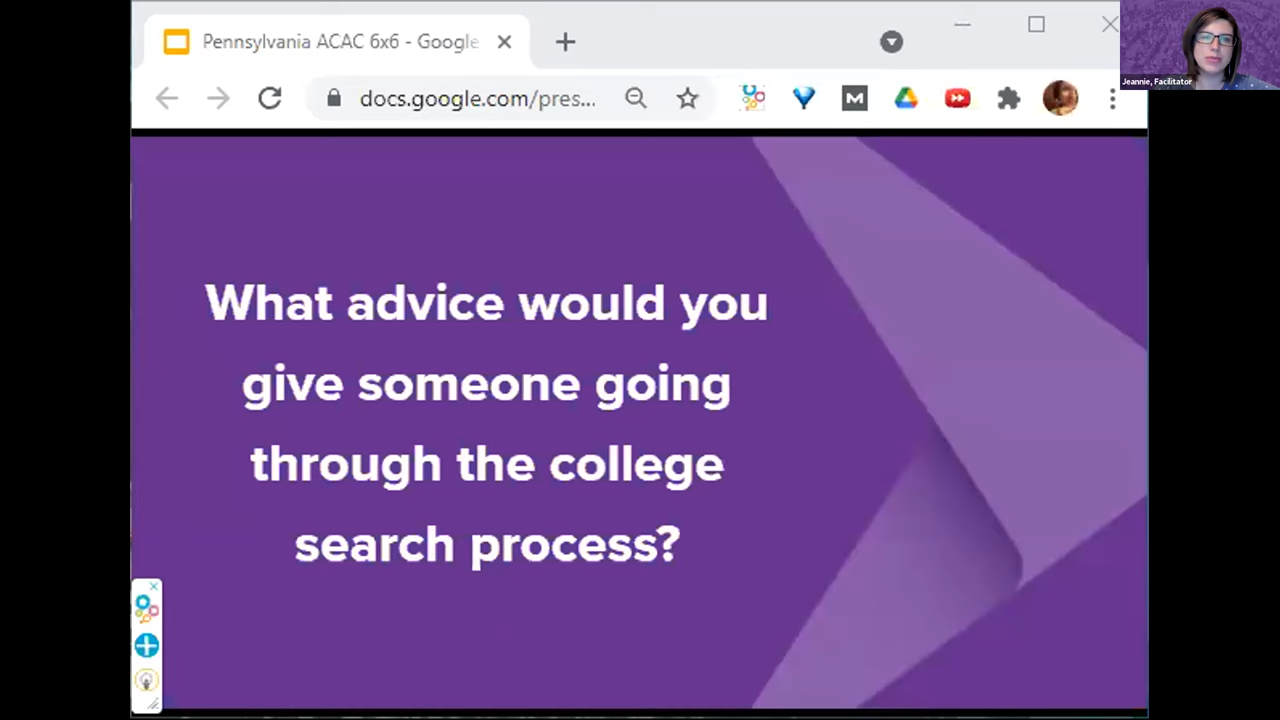 Pennsylvania ACAC 6x6 - Google
docs.google.com/pres...
Jeannie, Facilitator
What advice would you
give someone going
through the college
search process?